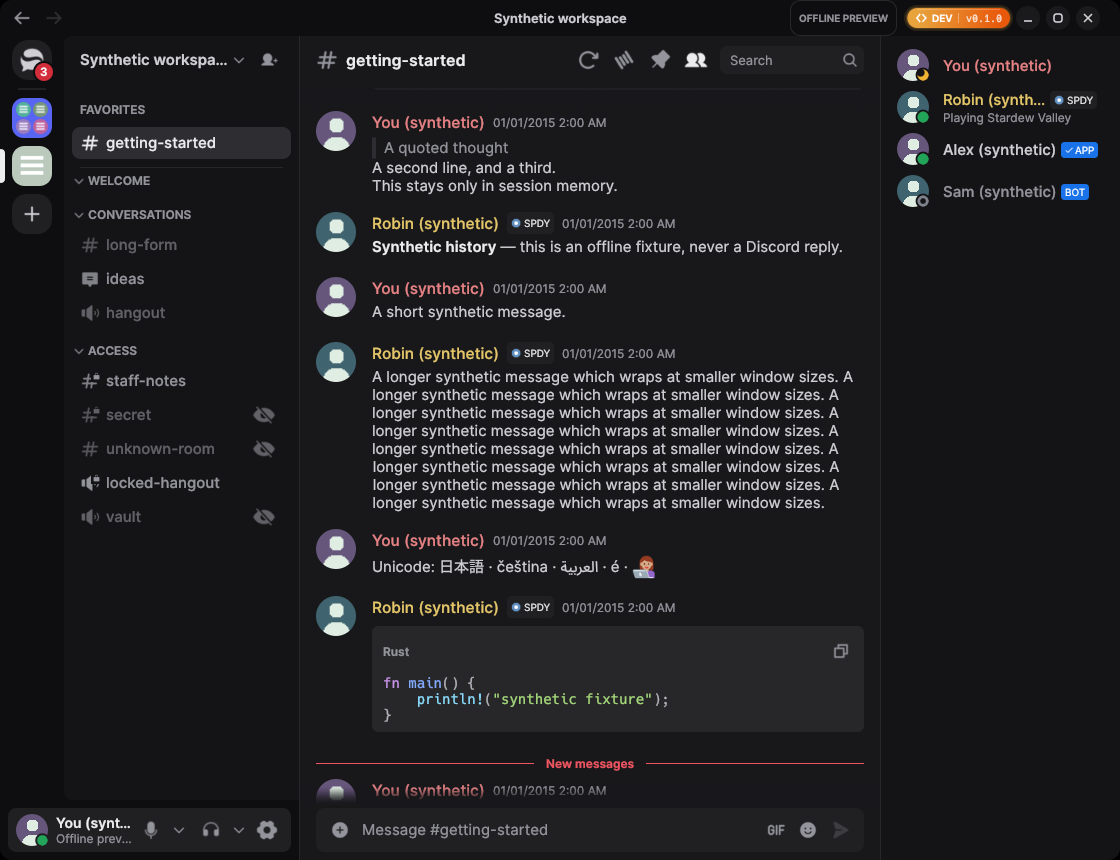 Synthetic workspace
OFFLINE PREVIEW
DEV v0.1.0
3
Synthetic workspa...
FAVORITES
getting-started
WELCOME
CONVERSATIONS
long-form
ideas
hangout
ACCESS
staff-notes
secret
unknown-room
locked-hangout
vault
You (synt...
Offline prev...
# getting-started
Search
You (synthetic) 01/01/2015 2:00 AM
A quoted thought
A second line, and a third.
This stays only in session memory.
Robin (synthetic) SPDY 01/01/2015 2:00 AM
Synthetic history — this is an offline fixture, never a Discord reply.
You (synthetic) 01/01/2015 2:00 AM
A short synthetic message.
Robin (synthetic) SPDY 01/01/2015 2:00 AM
A longer synthetic message which wraps at smaller window sizes. A
longer synthetic message which wraps at smaller window sizes. A
longer synthetic message which wraps at smaller window sizes. A
longer synthetic message which wraps at smaller window sizes. A
longer synthetic message which wraps at smaller window sizes. A
longer synthetic message which wraps at smaller window sizes. A
longer synthetic message which wraps at smaller window sizes. A
longer synthetic message which wraps at smaller window sizes.
You (synthetic) 01/01/2015 2:00 AM
Unicode: 日本語 · čeština · العربية · é · 👩🏽‍💻
Robin (synthetic) SPDY 01/01/2015 2:00 AM
Rust
fn main() {
    println!("synthetic fixture");
}
New messages
You (synthetic) 01/01/2015 2:00 AM
Message #getting-started
GIF
You (synthetic)
Robin (synth... SPDY
Playing Stardew Valley
Alex (synthetic) ✓ APP
Sam (synthetic) BOT